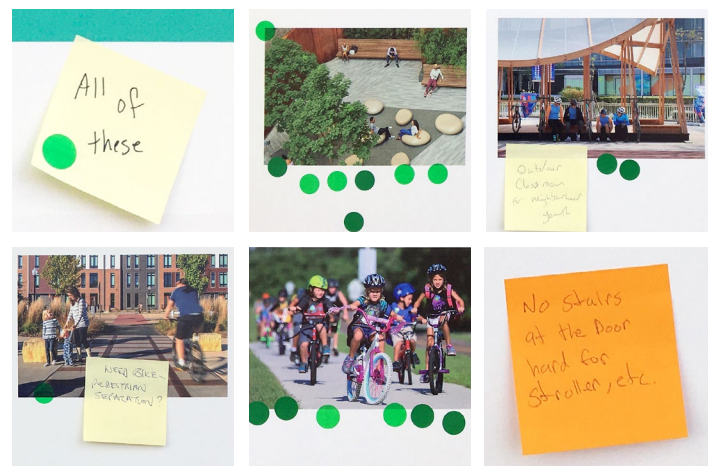 All
of
these
Outdoor
Classroom
for neighborhood
youth
NEED BIKE-
PEDESTRIAN
SEPARATION?
No stairs
at the Door
hard for
stroller, etc.